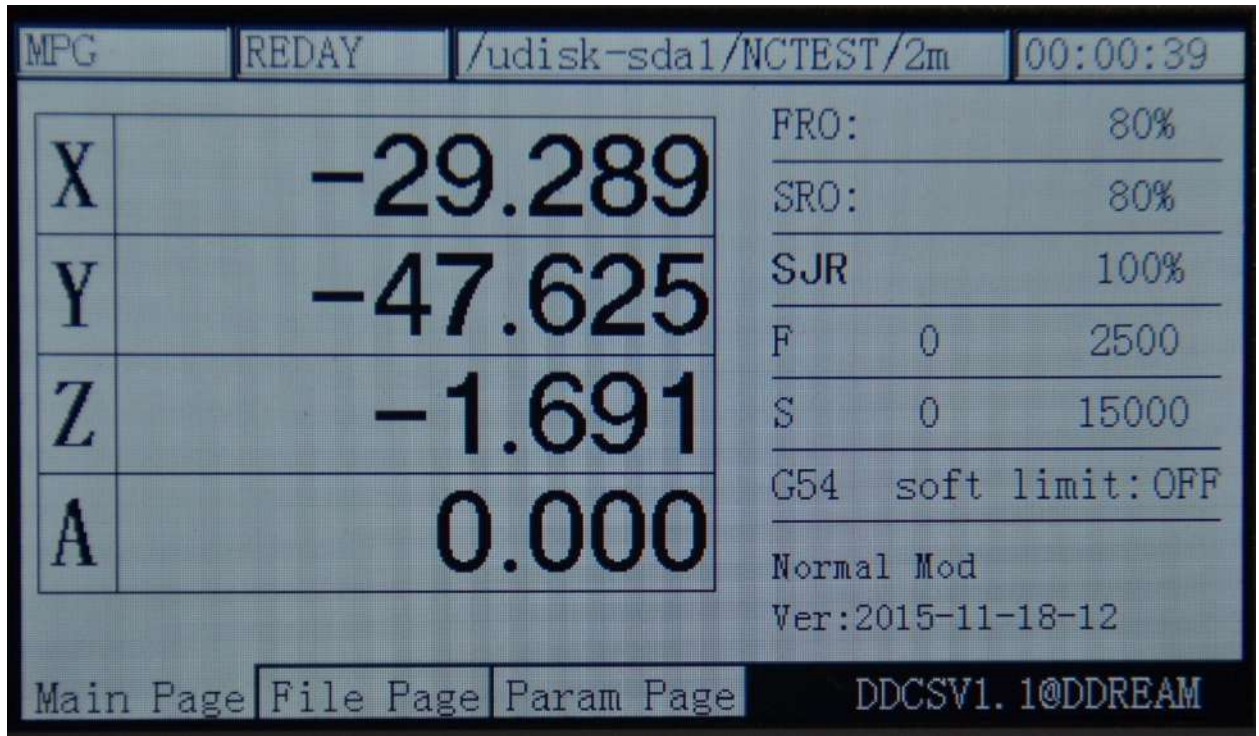 MPG REDAY /udisk-sda1/NCTEST/2m 00:00:39
X -29.289
Y -47.625
Z -1.691
A 0.000
FRO: 80%
SRO: 80%
SJR 100%
F 0 2500
S 0 15000
G54 soft limit:OFF
Normal Mod
Ver:2015-11-18-12
Main Page File Page Param Page DDCSV1.1@DDREAM